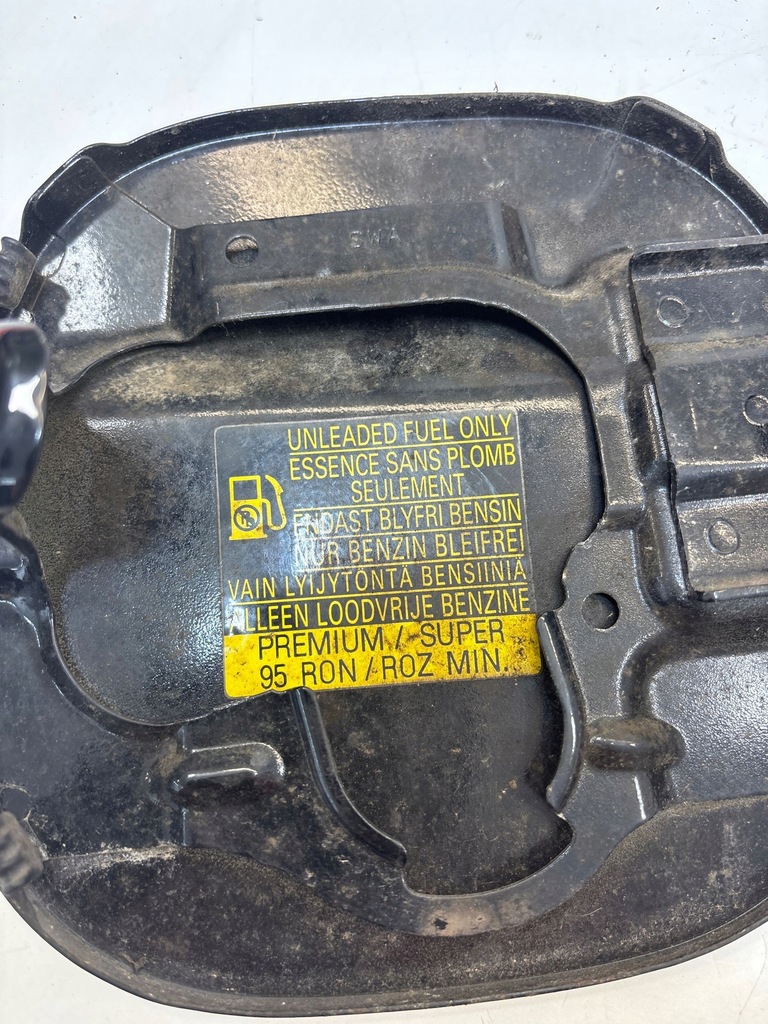 SWA
UNLEADED FUEL ONLY
ESSENCE SANS PLOMB
SEULEMENT
ENDAST BLYFRI BENSIN
NUR BENZIN BLEIFREI
VAIN LYIJYTÖNTÄ BENSIINIÄ
ALLEEN LOODVRIJE BENZINE
PREMIUM / SUPER
95 RON / ROZ MIN.